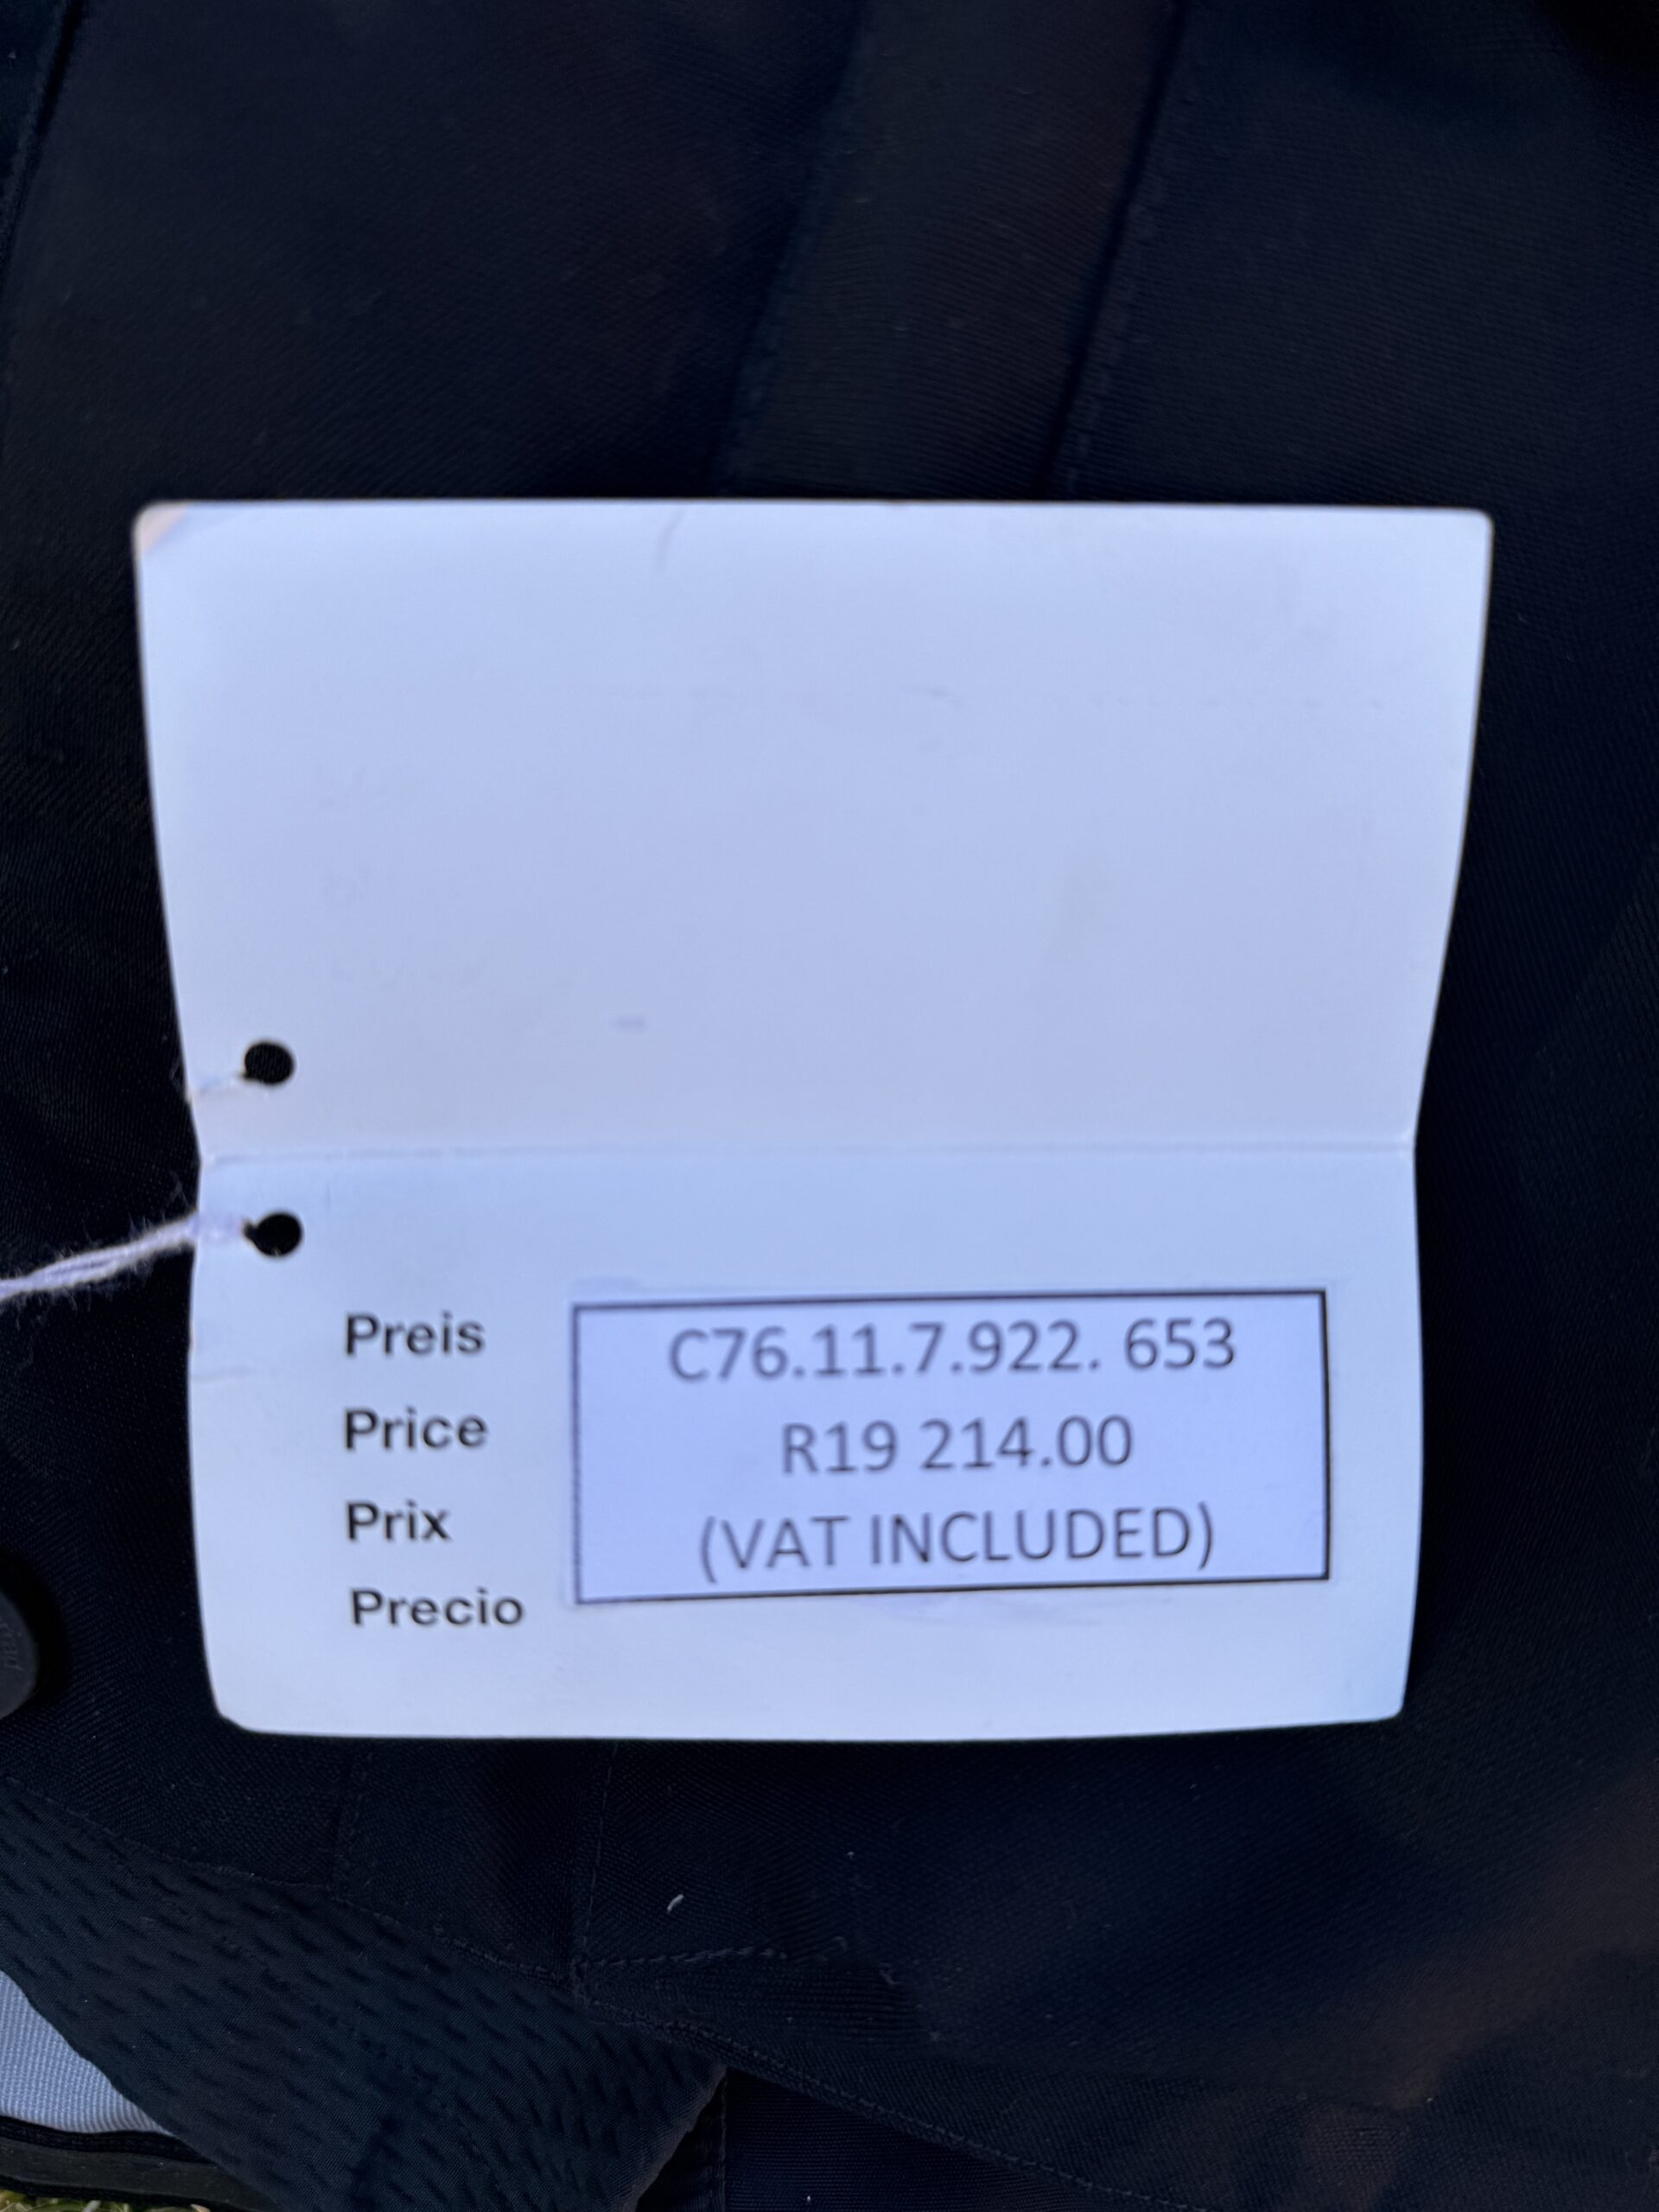 Preis
Price
Prix
Precio
C76.11.7.922. 653
R19 214.00
(VAT INCLUDED)